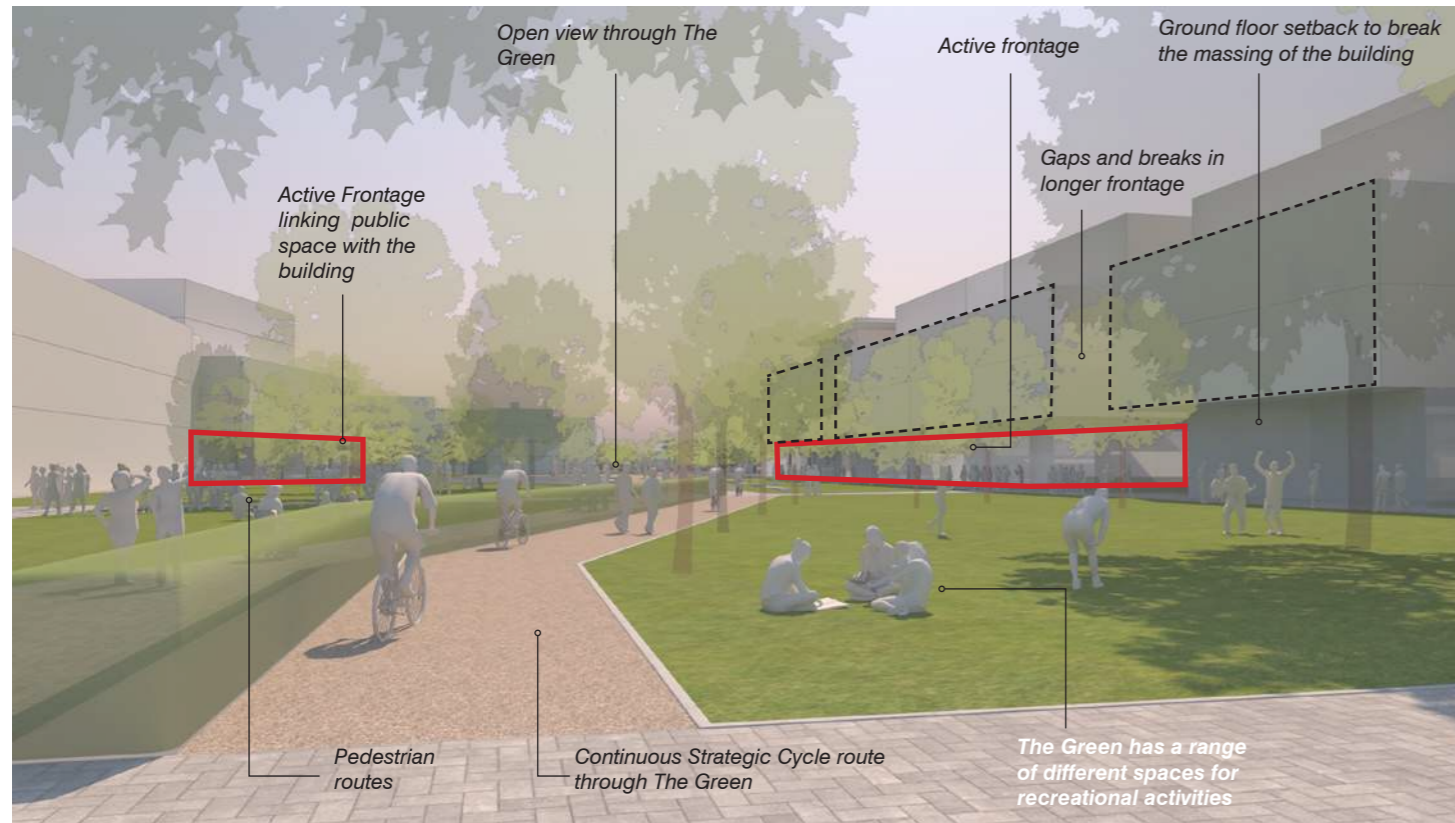 Open view through The
Green
Active frontage
Ground floor setback to break
the massing of the building
Gaps and breaks in
longer frontage
Active Frontage
linking public
space with the
building
Pedestrian
routes
Continuous Strategic Cycle route
through The Green
The Green has a range
of different spaces for
recreational activities